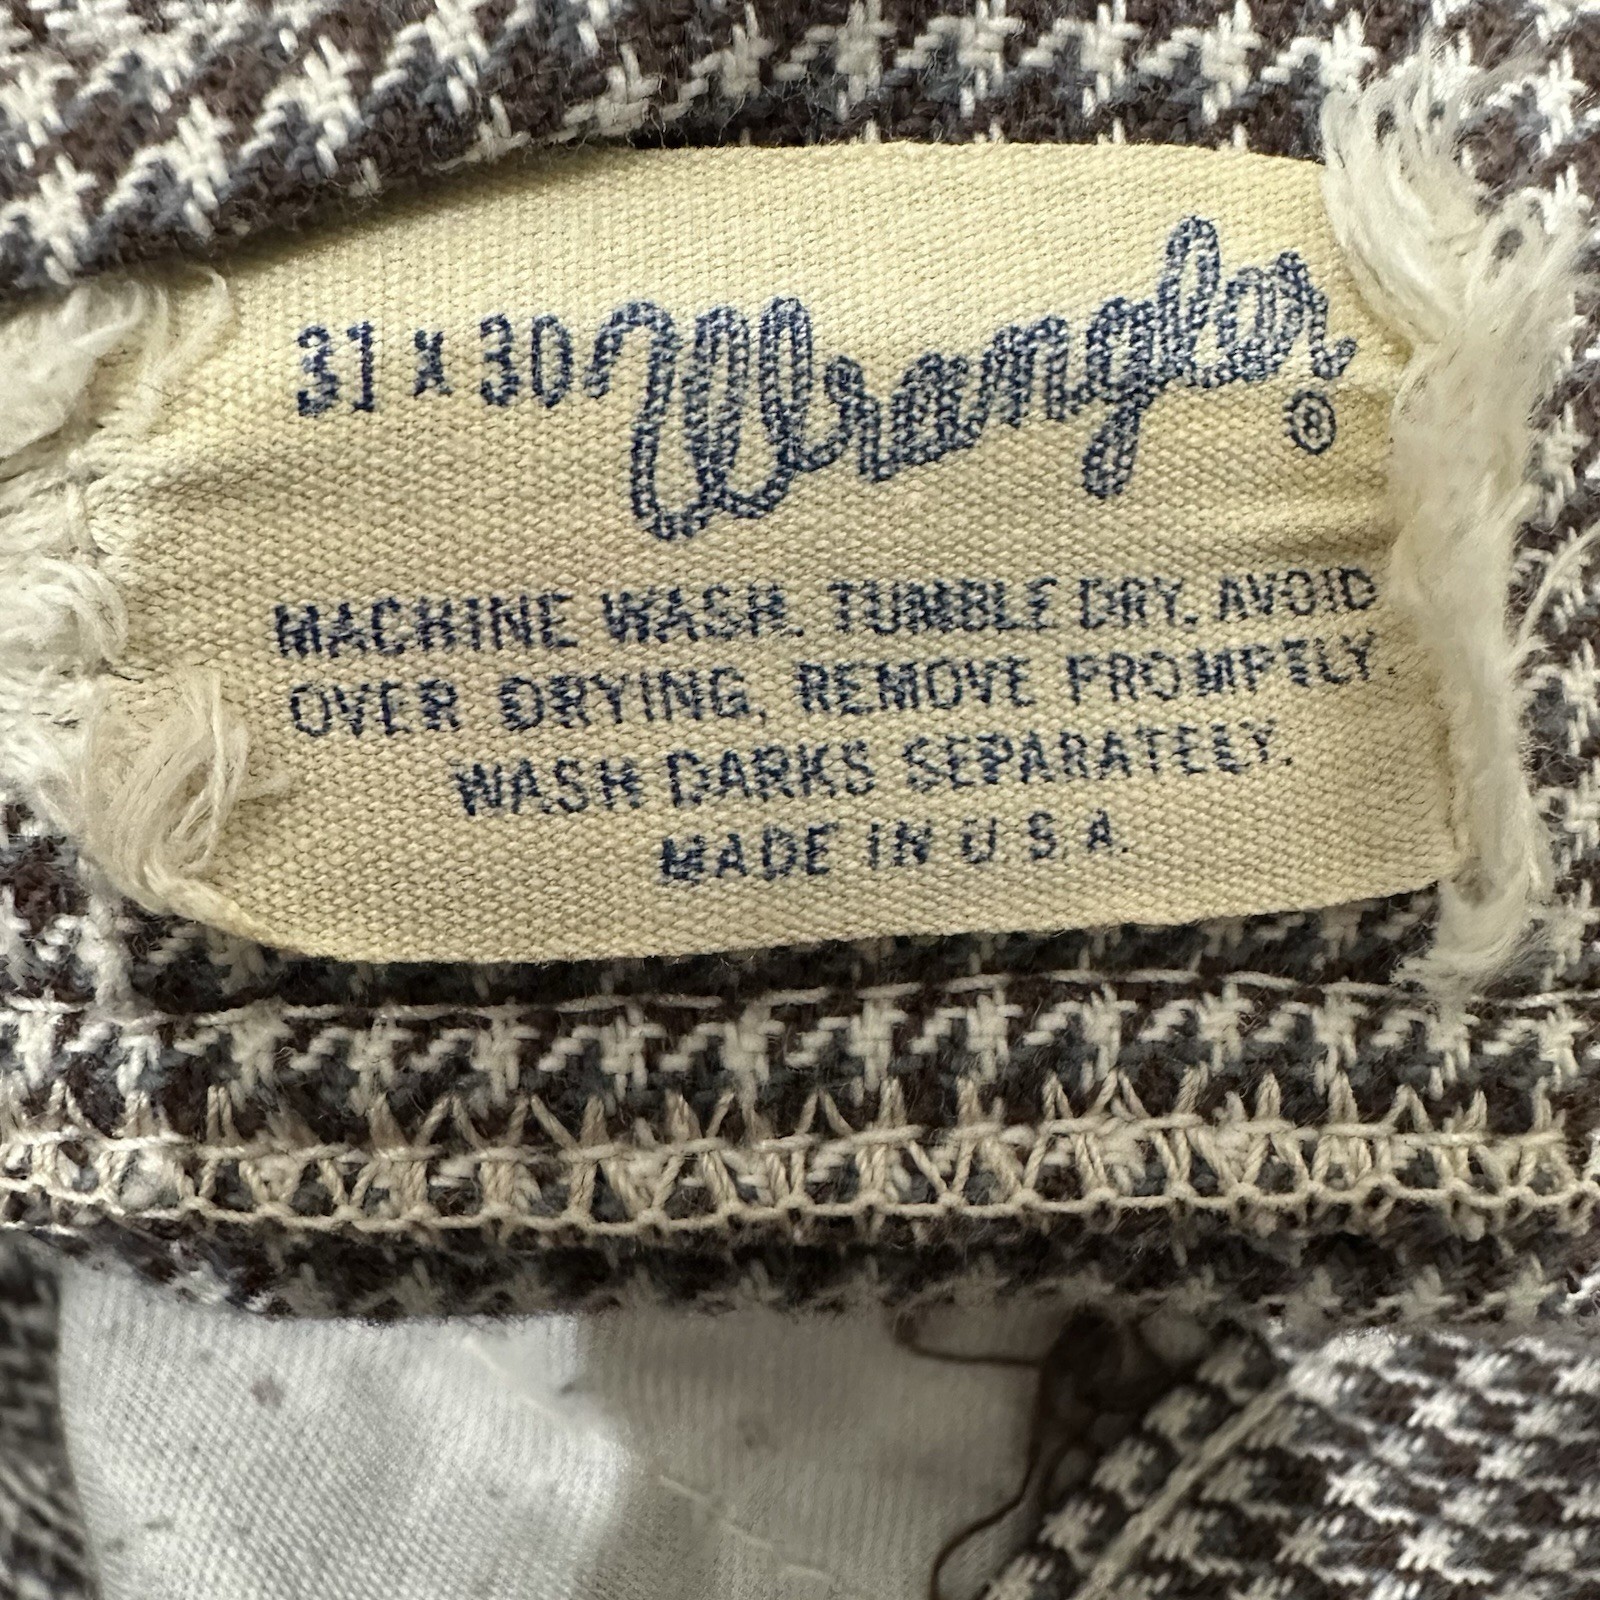 31 x 30 Wrangler
®
MACHINE WASH. TUMBLE DRY. AVOID
OVER DRYING, REMOVE PROMPTLY.
WASH DARKS SEPARATELY.
MADE IN U.S.A.